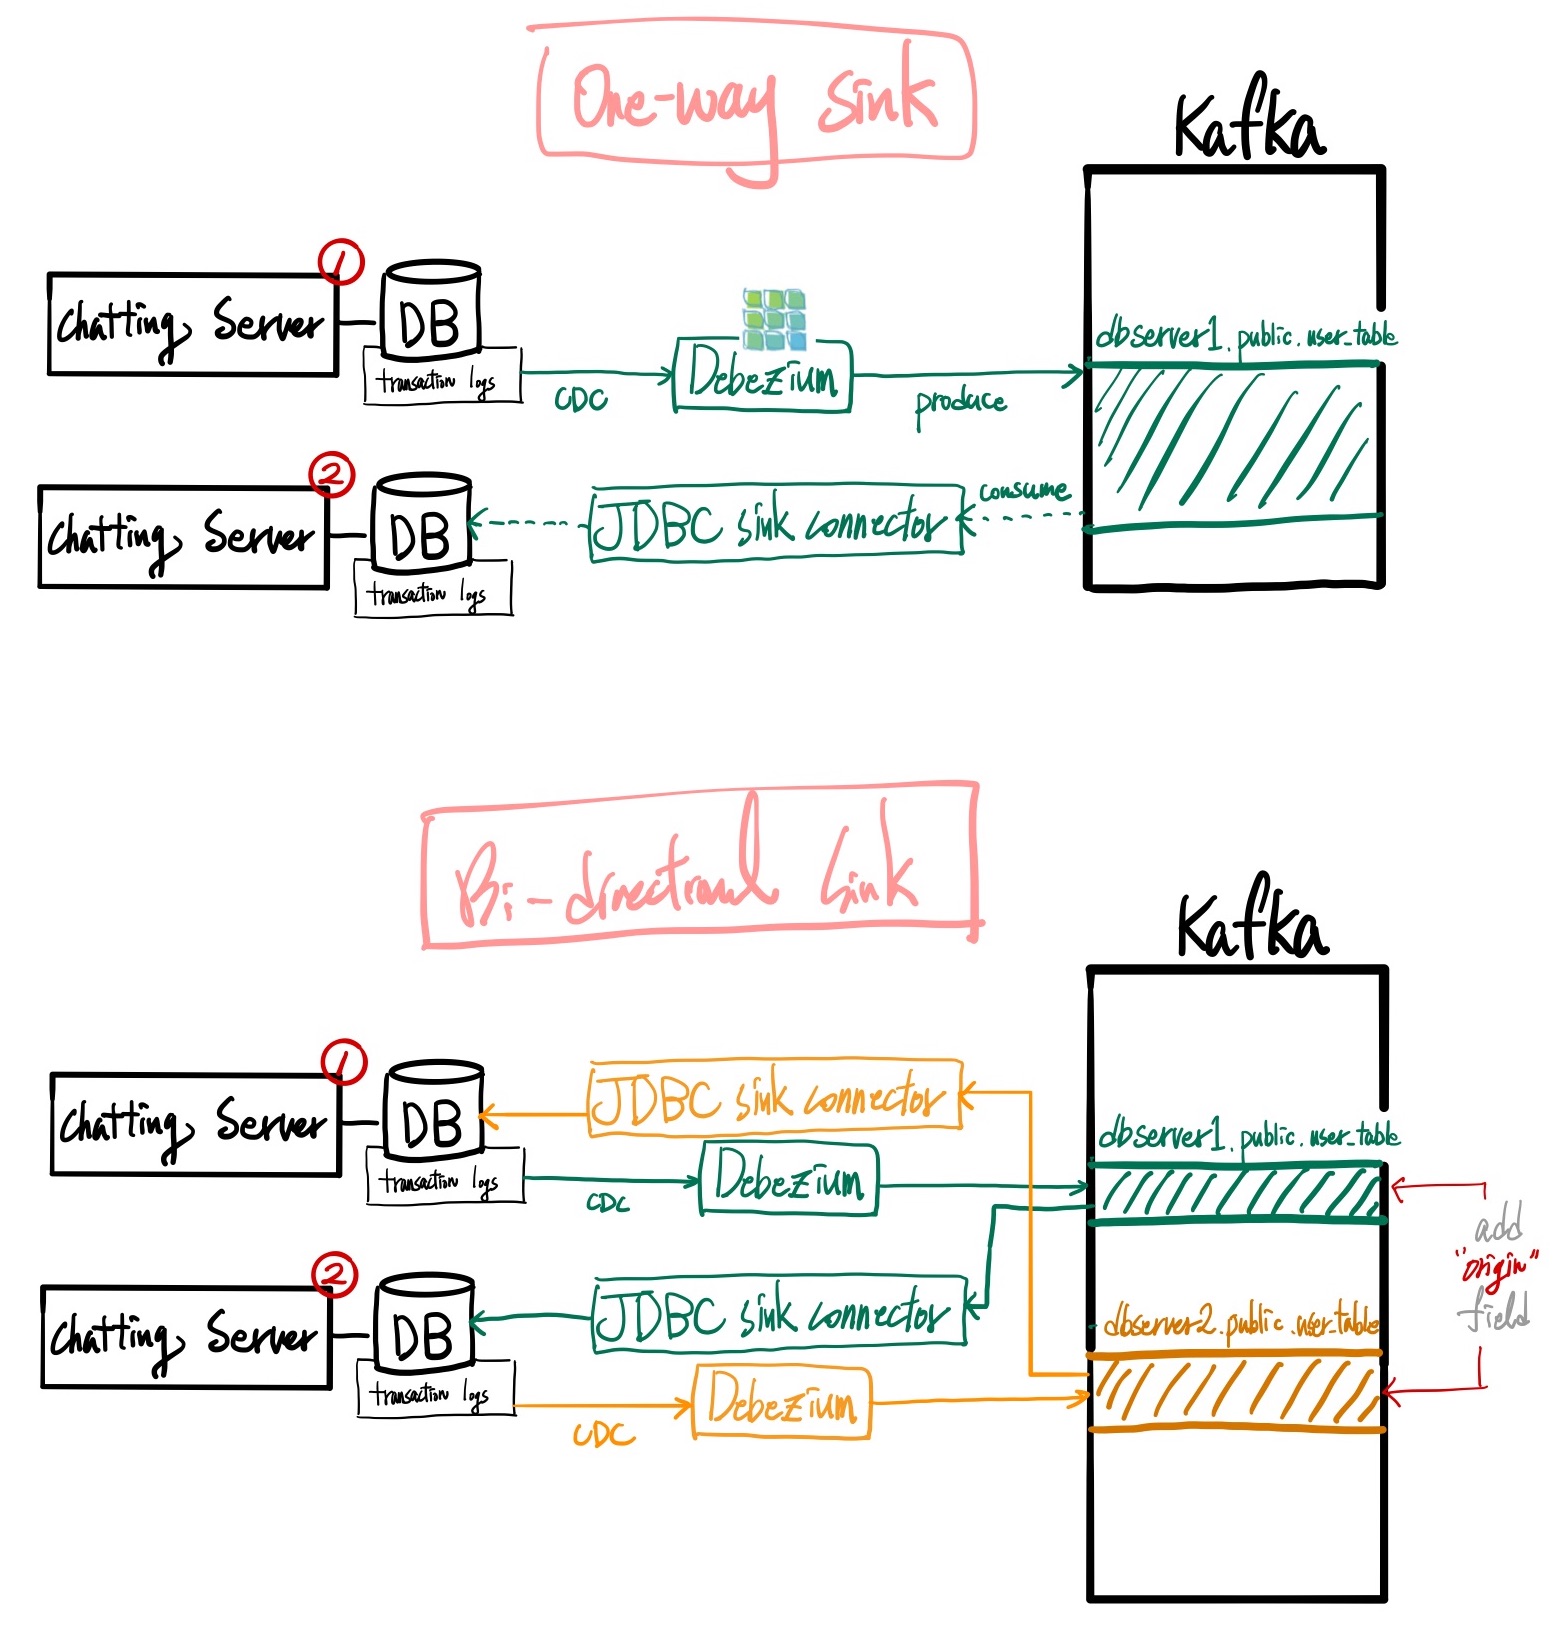 One-way sink
Kafka
1
Chatting Server
DB
transaction logs
CDC
Debezium
produce
dbserver1.public.user_table
2
Chatting Server
DB
transaction logs
JDBC sink connector
consume
Bi-directional sink
Kafka
1
Chatting Server
DB
transaction logs
JDBC sink connector
CDC
Debezium
dbserver1.public.user_table
add
"origin"
field
2
Chatting Server
DB
transaction logs
JDBC sink connector
CDC
Debezium
dbserver2.public.user_table